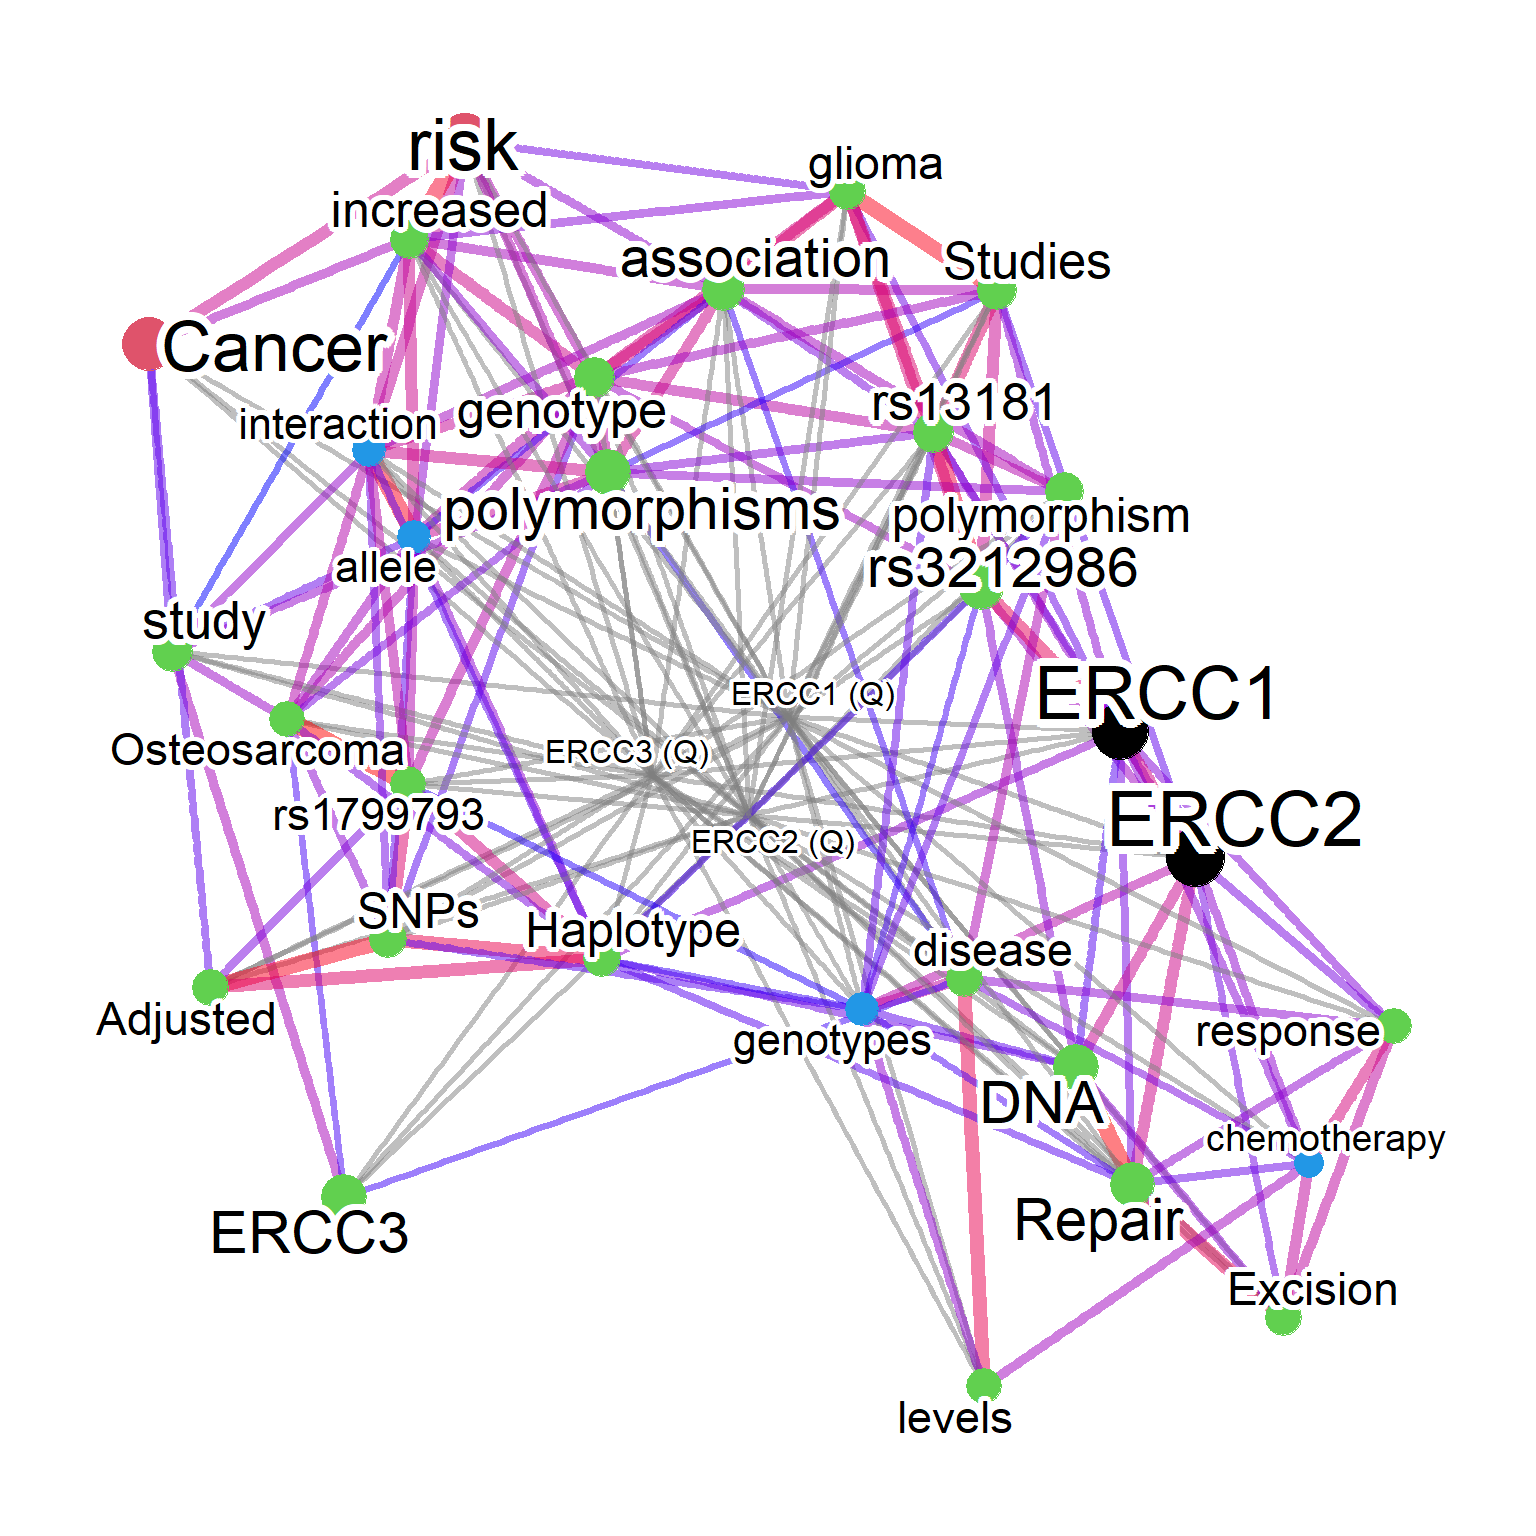 risk
glioma
increased
association
Studies
Cancer
rs13181
interaction
genotype
polymorphisms
polymorphism
allele
rs3212986
study
ERCC1 (Q)
ERCC1
Osteosarcoma
ERCC3 (Q)
rs1799793
ERCC2 (Q)
ERCC2
SNPs
Haplotype
disease
Adjusted
genotypes
response
DNA
chemotherapy
Repair
ERCC3
Excision
levels